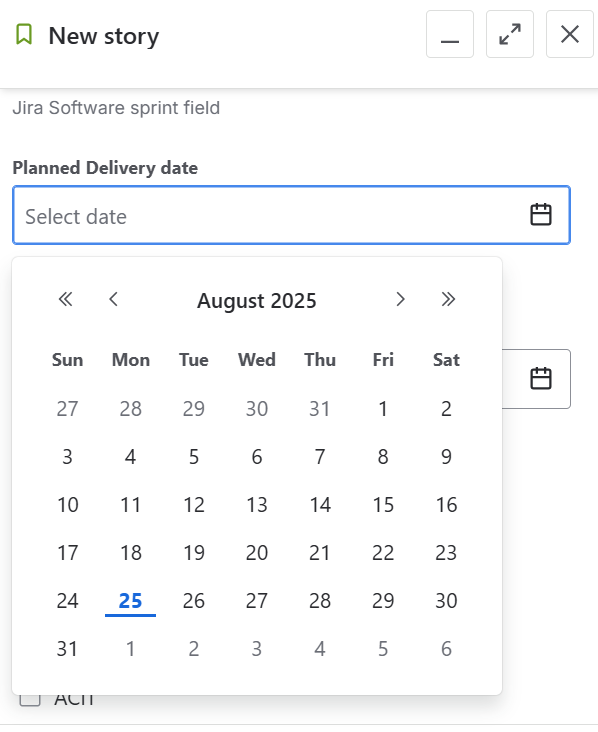 New story
Jira Software sprint field
Planned Delivery date
Select date
August 2025
Sun Mon Tue Wed Thu Fri Sat
27 28 29 30 31 1 2
3 4 5 6 7 8 9
10 11 12 13 14 15 16
17 18 19 20 21 22 23
24 25 26 27 28 29 30
31 1 2 3 4 5 6